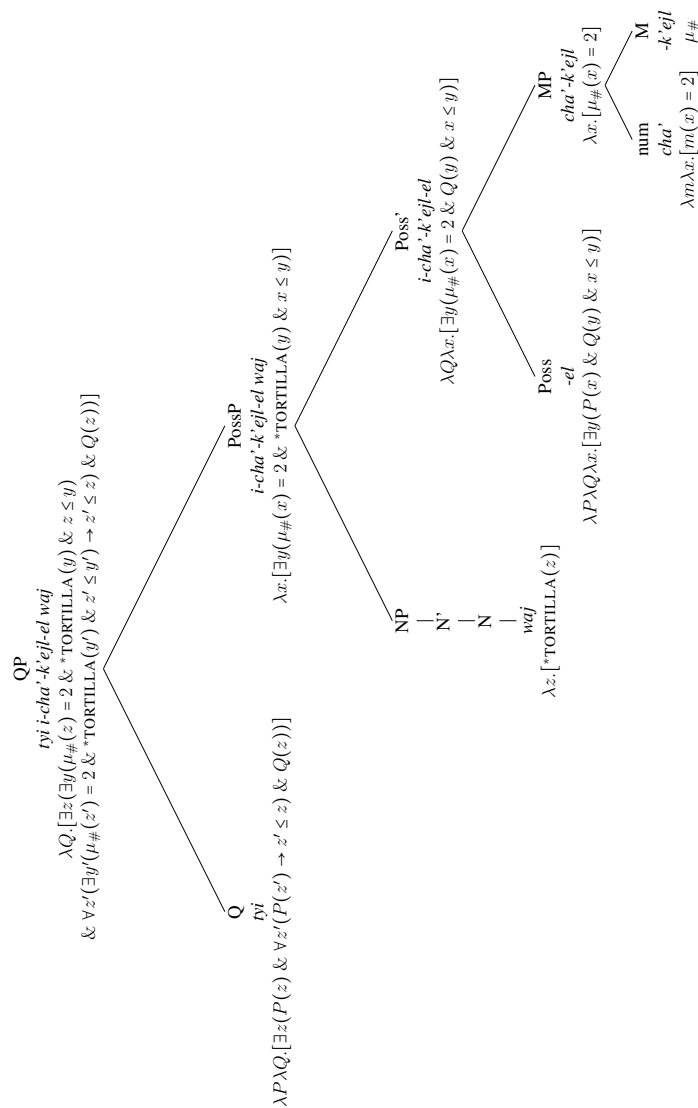 QP
tyi i-cha'-k'ejl-el waj
λQ.[∃z(∃y(μ#(z) = 2 & *TORTILLA(y) & z ≤ y)
& ∀z′(∃y′(μ#(z′) = 2 & *TORTILLA(y′) & z′ ≤ y′) → z′ ≤ z) & Q(z))]
Q
tyi
λPλQ.[∃z(P(z) & ∀z′(P(z′) → z′ ≤ z) & Q(z))]
PossP
i-cha'-k'ejl-el waj
λx.[∃y(μ#(x) = 2 & *TORTILLA(y) & x ≤ y)]
NP
N'
N
waj
λz.[*TORTILLA(z)]
Poss'
i-cha'-k'ejl-el
λQλx.[∃y(μ#(x) = 2 & Q(y) & x ≤ y)]
Poss
-el
λPλQλx.[∃y(P(x) & Q(y) & x ≤ y)]
MP
cha'-k'ejl
λx.[μ#(x) = 2]
num
cha'
λmλx.[m(x) = 2]
M
-k'ejl
μ#